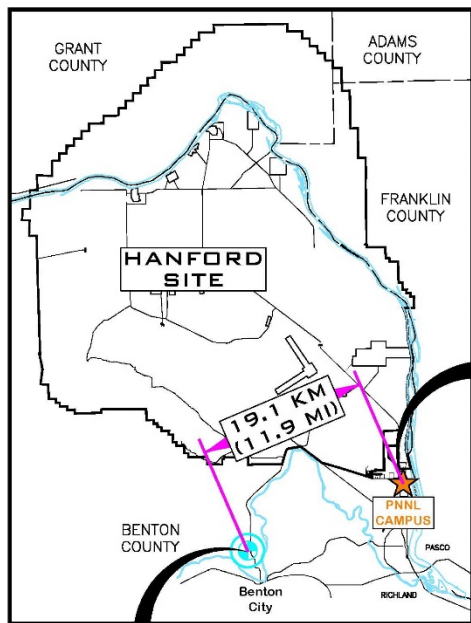 GRANT
COUNTY
ADAMS
COUNTY
FRANKLIN
COUNTY
HANFORD
SITE
19.1 KM
(11.9 MI)
PNNL
CAMPUS
BENTON
COUNTY
PASCO
RICHLAND
Benton
City